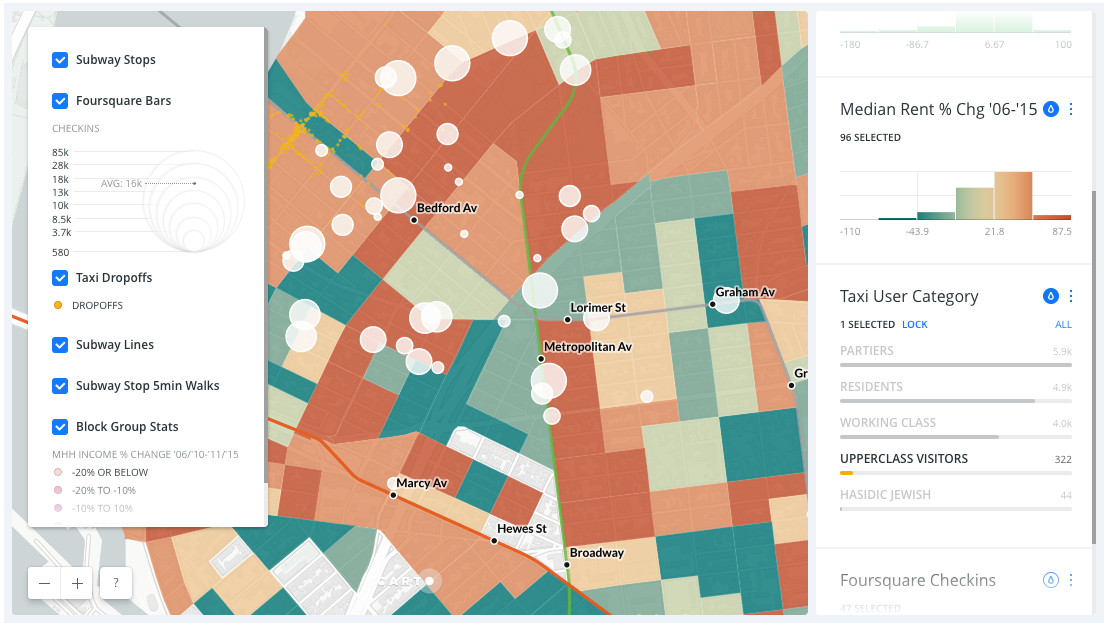 Subway Stops
Foursquare Bars
CHECKINS
85k
28k
18k
AVG: 16k
13k
10k
8.5k
3.7k
580
Taxi Dropoffs
DROPOFFS
Subway Lines
Subway Stop 5min Walks
Block Group Stats
MHH INCOME % CHANGE '06/'10-'11/'15
-20% OR BELOW
-20% TO -10%
-10% TO 10%
− + ?
Bedford Av
Graham Av
Lorimer St
Metropolitan Av
Gr
Marcy Av
Hewes St
Broadway
CARTO
-180 -86.7 6.67 100
Median Rent % Chg '06-'15
96 SELECTED
-110 -43.9 21.8 87.5
Taxi User Category
1 SELECTED LOCK ALL
PARTIERS 5.9k
RESIDENTS 4.9k
WORKING CLASS 4.0k
UPPERCLASS VISITORS 322
HASIDIC JEWISH 44
Foursquare Checkins
47 SELECTED